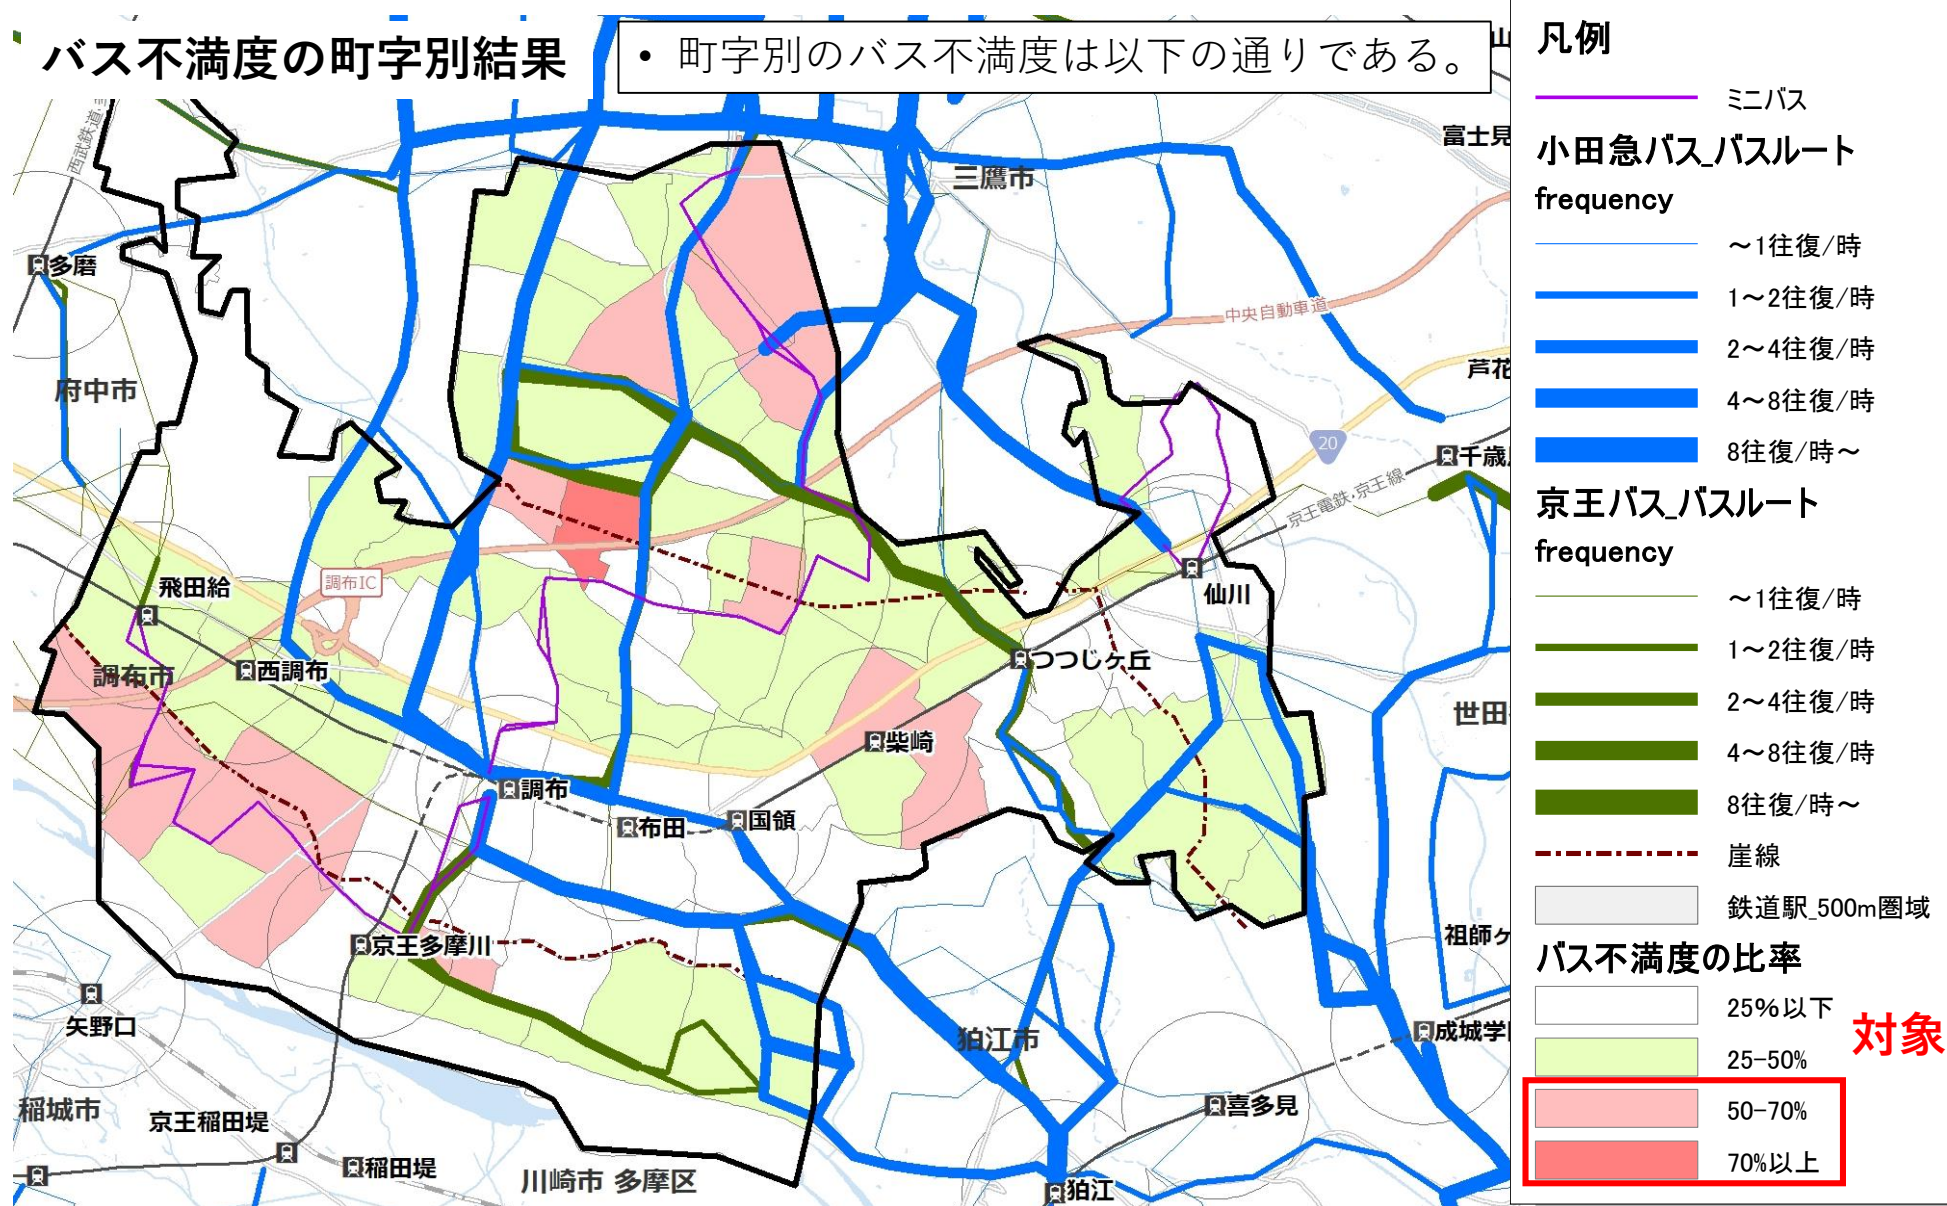 バス不満度の町字別結果
• 町字別のバス不満度は以下の通りである。
西武鉄道・
三鷹市
富士見
多磨
中央自動車道
府中市
芦花
20
千歳
京王電鉄・京王線
調布IC
飛田給
仙川
調布市
西調布
つつじヶ丘
世田
柴崎
調布
布田
国領
京王多摩川
祖師ヶ
矢野口
狛江市
成城学
稲城市
京王稲田堤
喜多見
稲田堤
川崎市 多摩区
狛江
凡例
ミニバス
小田急バス_バスルート
frequency
～1往復/時
1～2往復/時
2～4往復/時
4～8往復/時
8往復/時～
京王バス_バスルート
frequency
～1往復/時
1～2往復/時
2～4往復/時
4～8往復/時
8往復/時～
崖線
鉄道駅_500m圏域
バス不満度の比率
25%以下
25-50%
50-70%
70%以上
対象